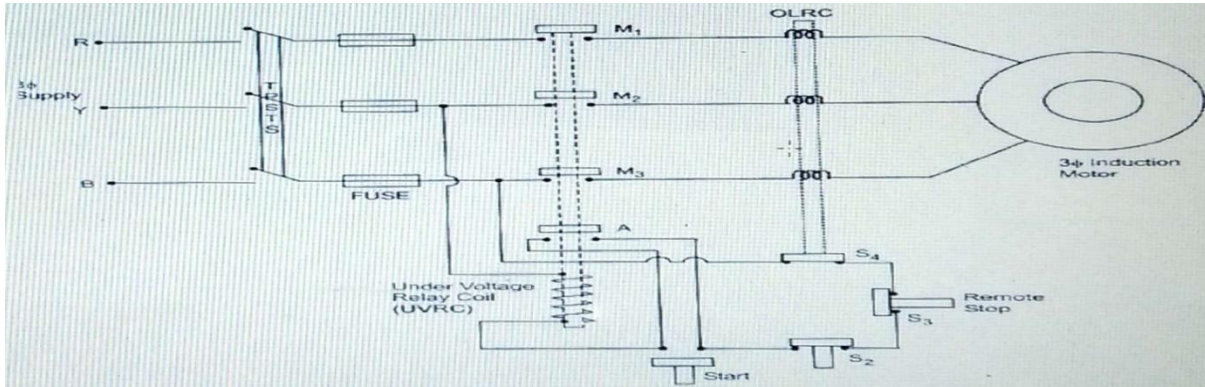 OLRC
R
M₁
3ϕ
Supply
Y
TPSTS
M₂
B
FUSE
M₃
3ϕ Induction
Motor
A
S₄
Under Voltage
Relay Coil
(UVRC)
Remote
Stop
S₃
S₂
Start